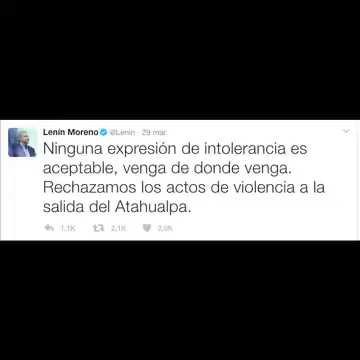 Lenín Moreno @Lenin · 29 mar.
Ninguna expresión de intolerancia es
aceptable, venga de donde venga.
Rechazamos los actos de violencia a la
salida del Atahualpa.
1,1K 2,1K 2,0K